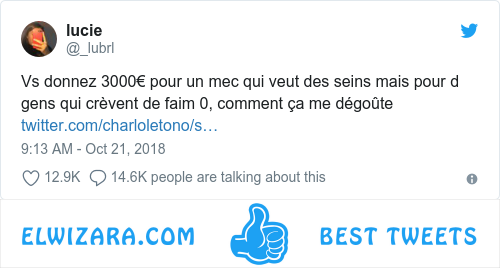 lucie
@_lubrl
Vs donnez 3000€ pour un mec qui veut des seins mais pour d
gens qui crèvent de faim 0, comment ça me dégoûte
twitter.com/charloletono/s…
9:13 AM - Oct 21, 2018
12.9K 14.6K people are talking about this
ELWIZARA.COM BEST TWEETS